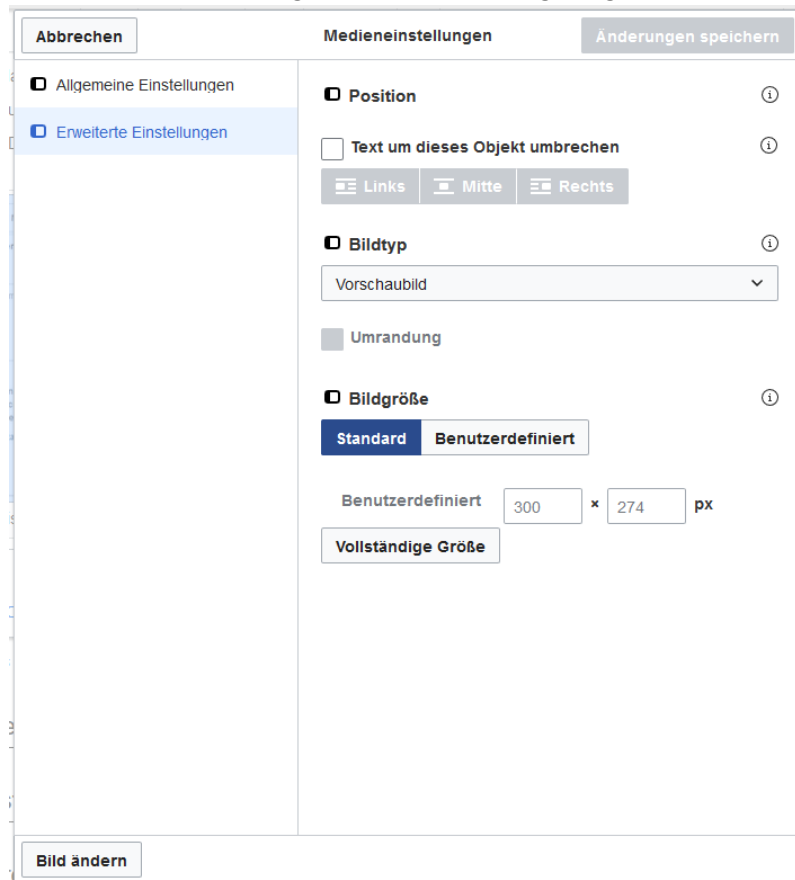 Abbrechen
Medieneinstellungen
Änderungen speichern
Allgemeine Einstellungen
Erweiterte Einstellungen
Position
Text um dieses Objekt umbrechen
Links
Mitte
Rechts
Bildtyp
Vorschaubild
Umrandung
Bildgröße
Standard
Benutzerdefiniert
Benutzerdefiniert 300 × 274 px
Vollständige Größe
Bild ändern